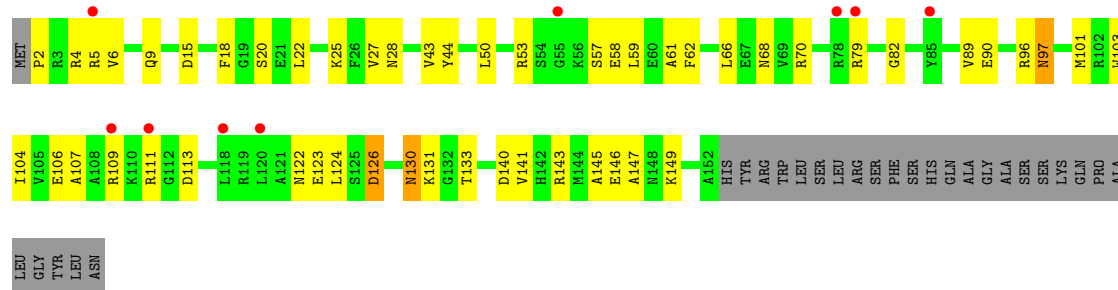 MET P2 R3 R4 R5 V6 Q9 D15 F18 G19 S20 E21 L22 K25 F26 V27 N28 V43 Y44 L50 R53 S54 G55 K56 S57 E58 L59 E60 A61 F62 L66 E67 N68 V69 R70 R78 R79 G82 Y85 V89 E90 R96 N97 M101 R102 W103
I104 V105 E106 A107 A108 R109 K110 R111 G112 D113 L118 R119 L120 A121 N122 E123 L124 S125 D126 N130 K131 G132 T133 D140 V141 H142 R143 M144 A145 E146 A147 N148 K149 A152 HIS TYR ARG TRP LEU SER LEU ARG SER PHE SER HIS GLN ALA GLY ALA SER SER LYS GLN PRO ALA
LEU GLY TYR LEU ASN